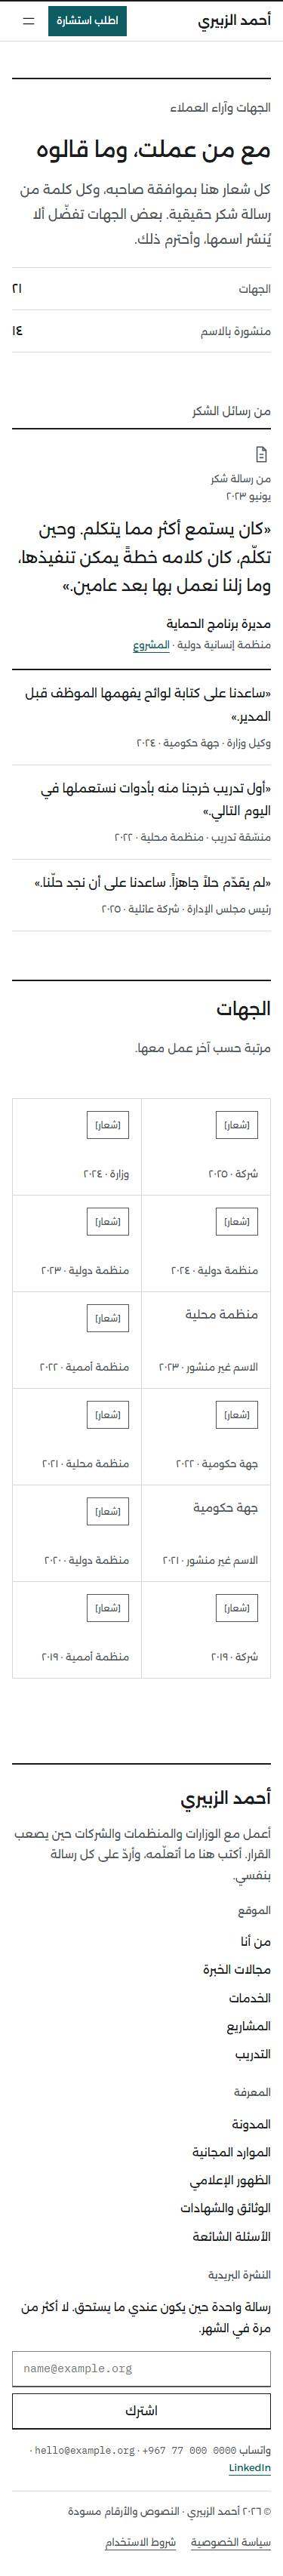 أحمد الزبيري
اطلب استشارة
الجهات وآراء العملاء
مع من عملت، وما قالوه
كل شعار هنا بموافقة صاحبه، وكل كلمة من
رسالة شكر حقيقية. بعض الجهات تفضّل ألا
يُنشر اسمها، وأحترم ذلك.
الجهات ٢١
منشورة بالاسم ١٤
من رسائل الشكر
من رسالة شكر
يونيو ٢٠٢٣
«كان يستمع أكثر مما يتكلم. وحين
تكلّم، كان كلامه خطةً يمكن تنفيذها،
وما زلنا نعمل بها بعد عامين.»
مديرة برنامج الحماية
منظمة إنسانية دولية · المشروع
«ساعدنا على كتابة لوائح يفهمها الموظف قبل
المدير.»
وكيل وزارة · جهة حكومية · ٢٠٢٤
«أول تدريب خرجنا منه بأدوات نستعملها في
اليوم التالي.»
منسّقة تدريب · منظمة محلية · ٢٠٢٢
«لم يقدّم حلاً جاهزاً. ساعدنا على أن نجد حلّنا.»
رئيس مجلس الإدارة · شركة عائلية · ٢٠٢٥
الجهات
مرتبة حسب آخر عمل معها.
[شعار] [شعار]
شركة · ٢٠٢٥ وزارة · ٢٠٢٤
[شعار] [شعار]
منظمة دولية · ٢٠٢٤ منظمة دولية · ٢٠٢٣
منظمة محلية [شعار]
الاسم غير منشور · ٢٠٢٣ منظمة أممية · ٢٠٢٢
[شعار] [شعار]
جهة حكومية · ٢٠٢٢ منظمة محلية · ٢٠٢١
جهة حكومية [شعار]
الاسم غير منشور · ٢٠٢١ منظمة دولية · ٢٠٢٠
[شعار] [شعار]
شركة · ٢٠١٩ منظمة أممية · ٢٠١٩
أحمد الزبيري
أعمل مع الوزارات والمنظمات والشركات حين يصعب
القرار. أكتب هنا ما أتعلّمه، وأردّ على كل رسالة
بنفسي.
الموقع
من أنا
مجالات الخبرة
الخدمات
المشاريع
التدريب
المعرفة
المدونة
الموارد المجانية
الظهور الإعلامي
الوثائق والشهادات
الأسئلة الشائعة
النشرة البريدية
رسالة واحدة حين يكون عندي ما يستحق. لا أكثر من
مرة في الشهر.
name@example.org
اشترك
واتساب +967 77 000 0000 · hello@example.org ·
LinkedIn
© ٢٠٢٦ أحمد الزبيري · النصوص والأرقام مسودة
سياسة الخصوصية شروط الاستخدام